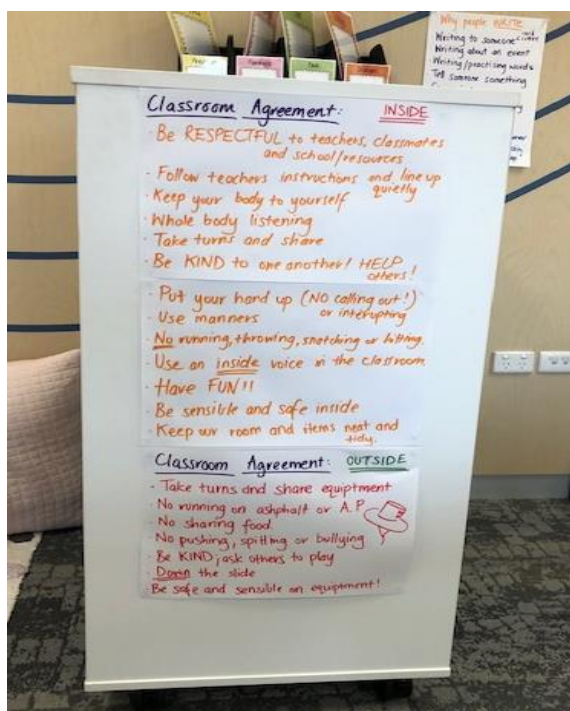 Classroom Agreement: INSIDE
· Be RESPECTFUL to teachers, classmates
and school/resources
· Follow teachers instructions and line up
quietly
· Keep your body to yourself
· Whole body listening
· Take turns and share
· Be KIND to one another! HELP
others!
· Put your hand up (NO calling out!)
or interupting
· Use manners
· No running, throwing, snatching or hitting.
· Use an inside voice in the classroom.
· Have FUN!!
· Be sensible and safe inside
· Keep our room and items neat and
tidy.
Classroom Agreement: OUTSIDE
· Take turns and share equiptment
· No running on ashphalt or A.P
· No sharing food.
· No pushing, spitting or bullying
· Be KIND; ask others to play
· Down the slide
· Be safe and sensible on equiptment!
Why people WRITE
Writing to someone
Writing about an event
Writing/practising words
Tell someone something